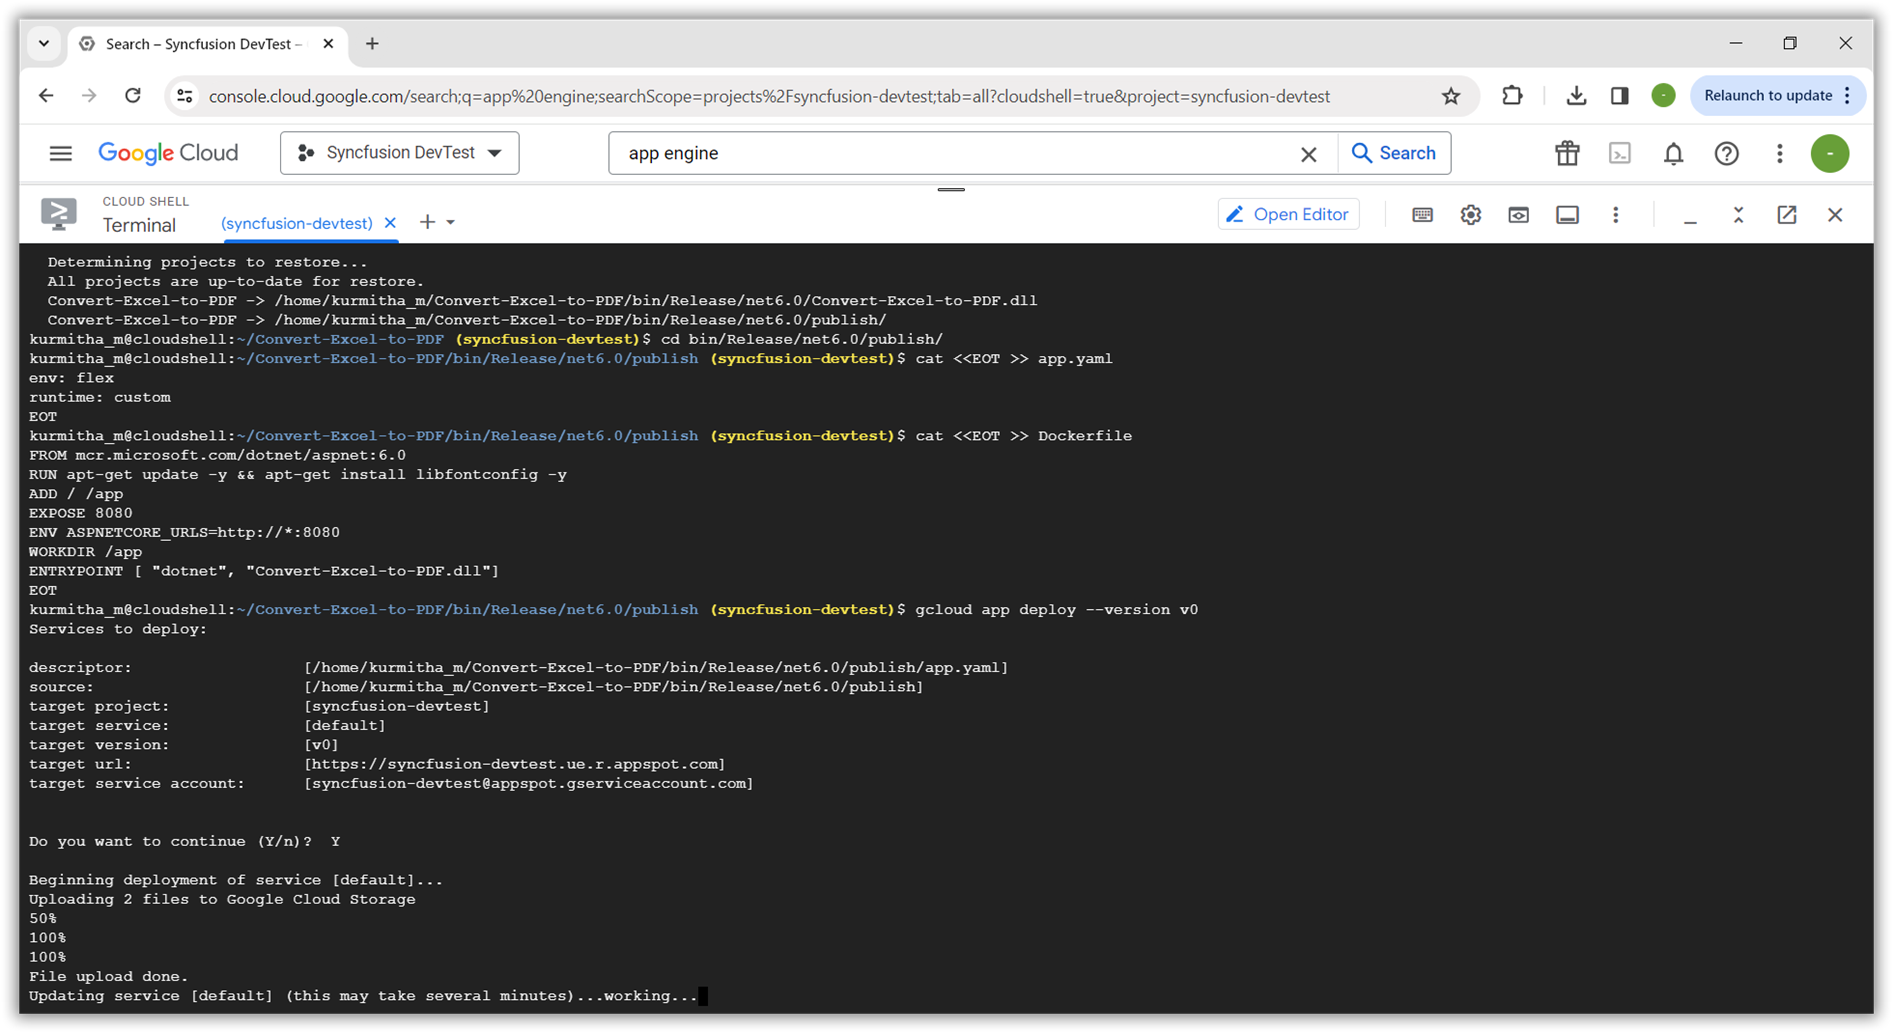 Search – Syncfusion DevTest –
console.cloud.google.com/search;q=app%20engine;searchScope=projects%2Fsyncfusion-devtest;tab=all?cloudshell=true&project=syncfusion-devtest
Relaunch to update
Google Cloud
Syncfusion DevTest
app engine
Search
CLOUD SHELL
Terminal
(syncfusion-devtest)
Open Editor
Determining projects to restore...
All projects are up-to-date for restore.
Convert-Excel-to-PDF -> /home/kurmitha_m/Convert-Excel-to-PDF/bin/Release/net6.0/Convert-Excel-to-PDF.dll
Convert-Excel-to-PDF -> /home/kurmitha_m/Convert-Excel-to-PDF/bin/Release/net6.0/publish/
kurmitha_m@cloudshell:~/Convert-Excel-to-PDF (syncfusion-devtest)$ cd bin/Release/net6.0/publish/
kurmitha_m@cloudshell:~/Convert-Excel-to-PDF/bin/Release/net6.0/publish (syncfusion-devtest)$ cat <<EOT >> app.yaml
env: flex
runtime: custom
EOT
kurmitha_m@cloudshell:~/Convert-Excel-to-PDF/bin/Release/net6.0/publish (syncfusion-devtest)$ cat <<EOT >> Dockerfile
FROM mcr.microsoft.com/dotnet/aspnet:6.0
RUN apt-get update -y && apt-get install libfontconfig -y
ADD / /app
EXPOSE 8080
ENV ASPNETCORE_URLS=http://*:8080
WORKDIR /app
ENTRYPOINT [ "dotnet", "Convert-Excel-to-PDF.dll"]
EOT
kurmitha_m@cloudshell:~/Convert-Excel-to-PDF/bin/Release/net6.0/publish (syncfusion-devtest)$ gcloud app deploy --version v0
Services to deploy:
descriptor: [/home/kurmitha_m/Convert-Excel-to-PDF/bin/Release/net6.0/publish/app.yaml]
source: [/home/kurmitha_m/Convert-Excel-to-PDF/bin/Release/net6.0/publish]
target project: [syncfusion-devtest]
target service: [default]
target version: [v0]
target url: [https://syncfusion-devtest.ue.r.appspot.com]
target service account: [syncfusion-devtest@appspot.gserviceaccount.com]
Do you want to continue (Y/n)? Y
Beginning deployment of service [default]...
Uploading 2 files to Google Cloud Storage
50%
100%
100%
File upload done.
Updating service [default] (this may take several minutes)...working...